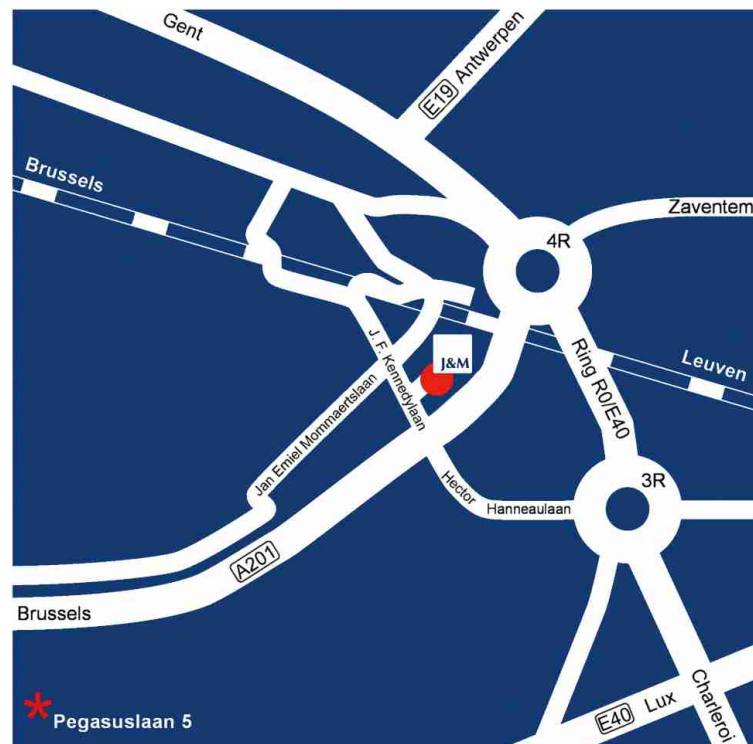 Gent
E19 Antwerpen
Brussels
Zaventem
4R
J. F. Kennedylaan
J&M
Ring R0/E40
Leuven
Jan Emiel Mommaertslaan
Hector
Hanneaulaan
3R
A201
Brussels
* Pegasuslaan 5
E40 Lux
Charleroi